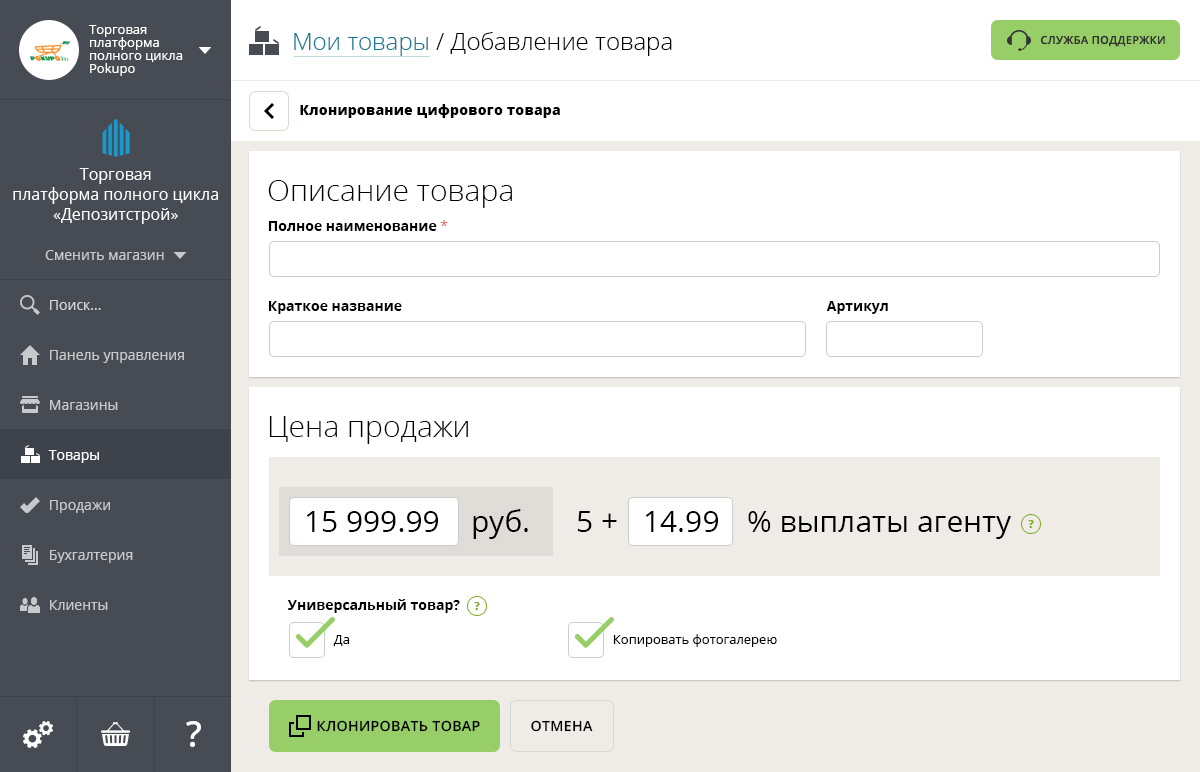 Торговая
платформа
полного цикла
Pokupo
POKUPO
Торговая
платформа полного цикла
«Депозитстрой»
Сменить магазин
Поиск...
Панель управления
Магазины
Товары
Продажи
Бухгалтерия
Клиенты
?
Мои товары / Добавление товара
СЛУЖБА ПОДДЕРЖКИ
Клонирование цифрового товара
Описание товара
Полное наименование *
Краткое название Артикул
Цена продажи
15 999.99 руб. 5 + 14.99 % выплаты агенту ?
Универсальный товар? ?
Да Копировать фотогалерею
КЛОНИРОВАТЬ ТОВАР ОТМЕНА